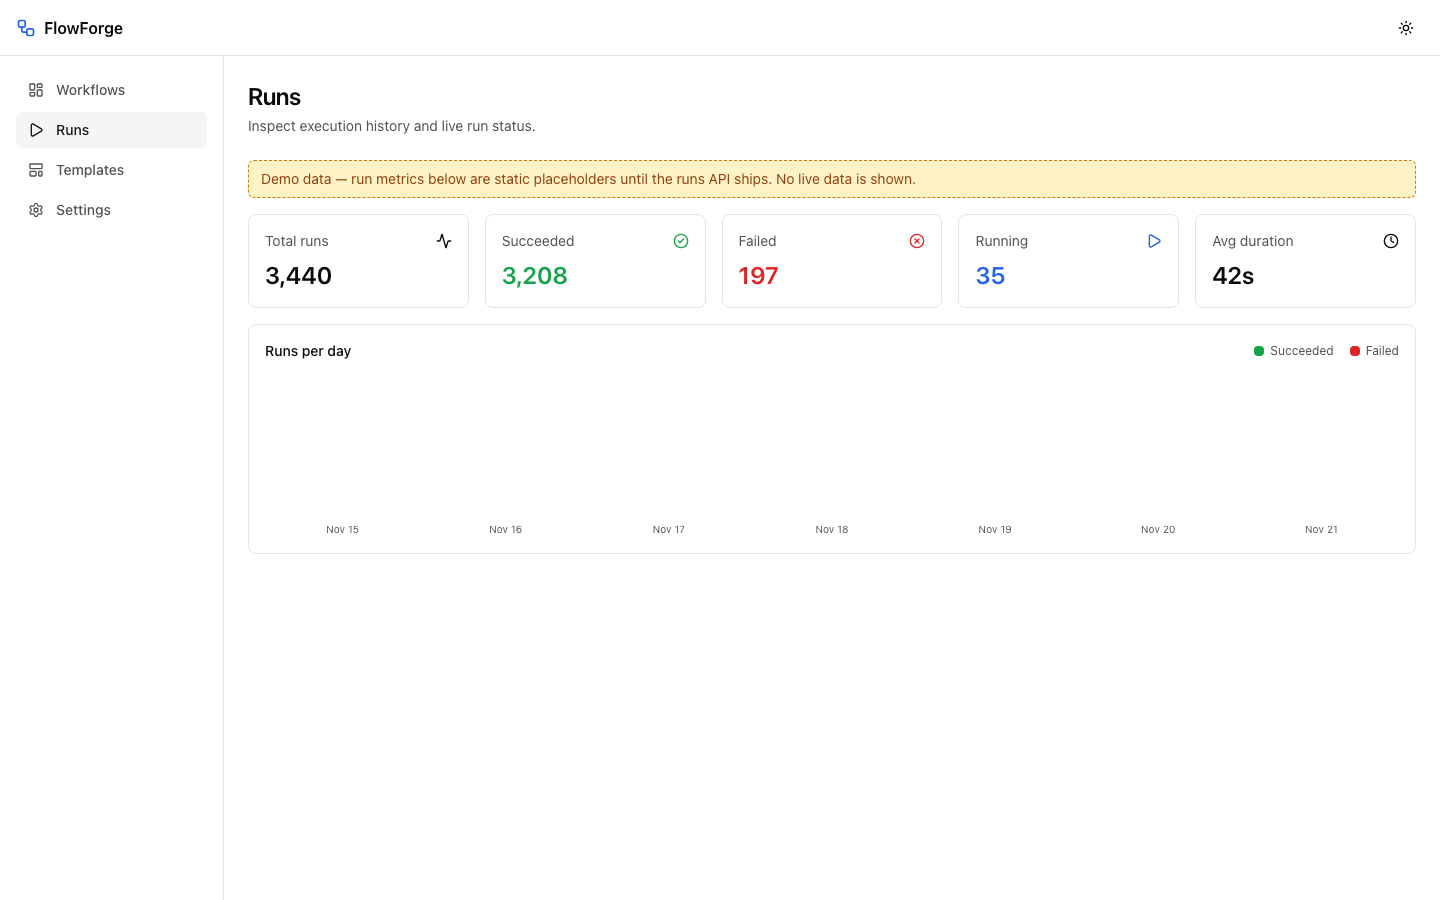 FlowForge
Workflows
Runs
Templates
Settings
Runs
Inspect execution history and live run status.
Demo data — run metrics below are static placeholders until the runs API ships. No live data is shown.
Total runs
3,440
Succeeded
3,208
Failed
197
Running
35
Avg duration
42s
Runs per day
Succeeded
Failed
Nov 15
Nov 16
Nov 17
Nov 18
Nov 19
Nov 20
Nov 21